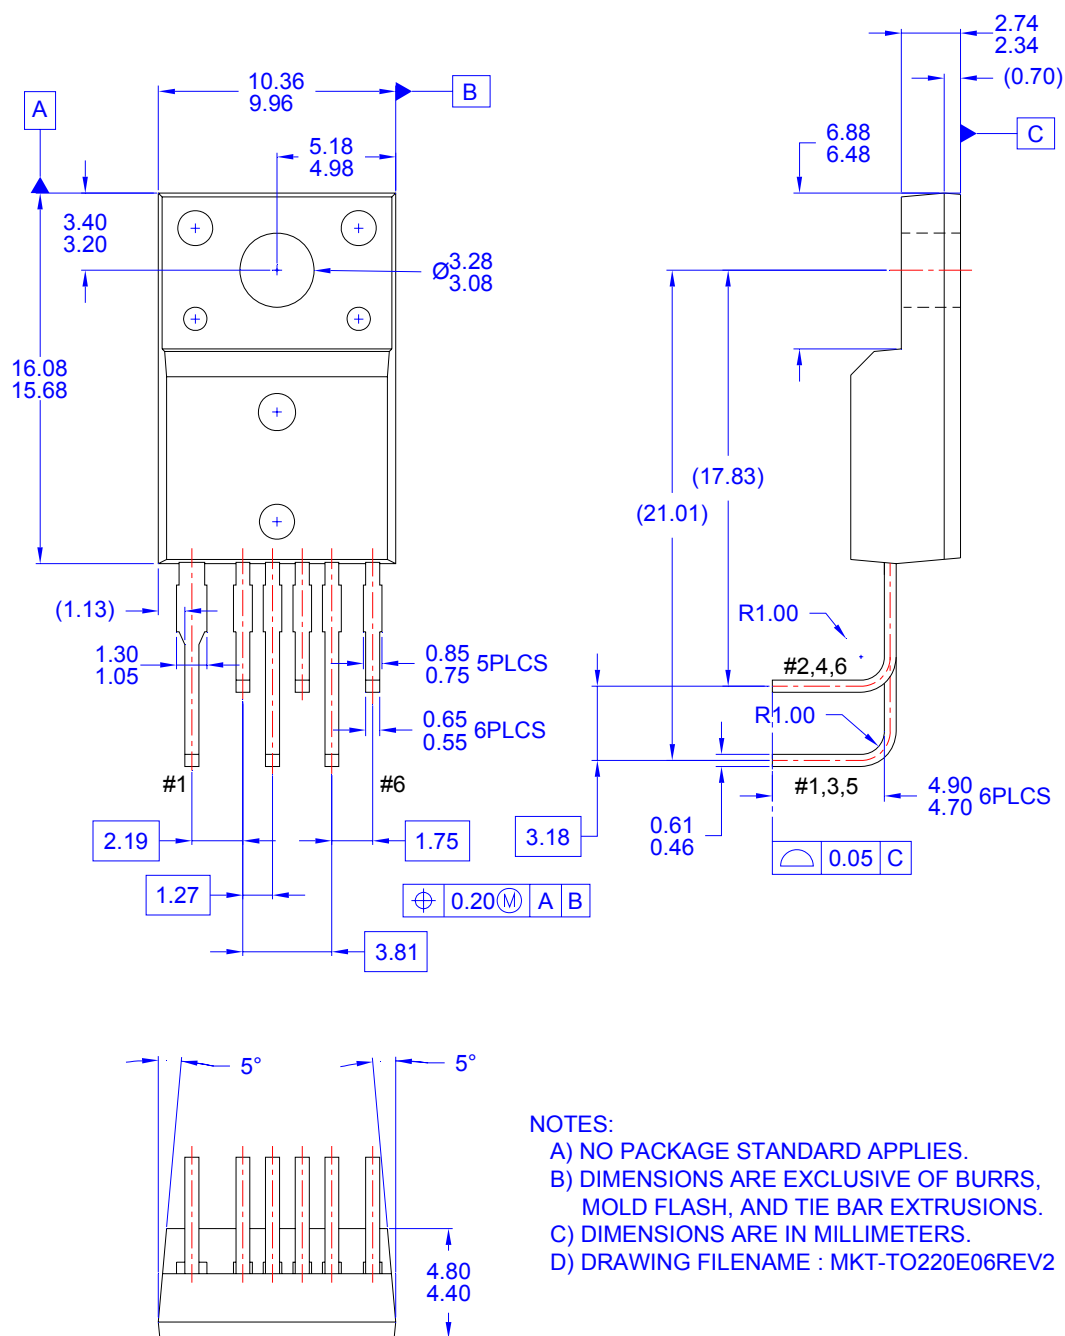 2.74
2.34
(0.70)
10.36
9.96
B
A
C
6.88
6.48
5.18
4.98
3.40
3.20
Ø3.28
3.08
16.08
15.68
(17.83)
(21.01)
(1.13)
R1.00
1.30
1.05
0.85
0.75 5PLCS
#2,4,6
0.65
0.55 6PLCS
R1.00
#1
#6
#1,3,5
4.90
4.70 6PLCS
2.19
1.75
3.18
0.61
0.46
0.05 C
1.27
⌖ 0.20Ⓜ A B
3.81
5°
5°
NOTES:
A) NO PACKAGE STANDARD APPLIES.
B) DIMENSIONS ARE EXCLUSIVE OF BURRS,
MOLD FLASH, AND TIE BAR EXTRUSIONS.
C) DIMENSIONS ARE IN MILLIMETERS.
D) DRAWING FILENAME : MKT-TO220E06REV2
4.80
4.40